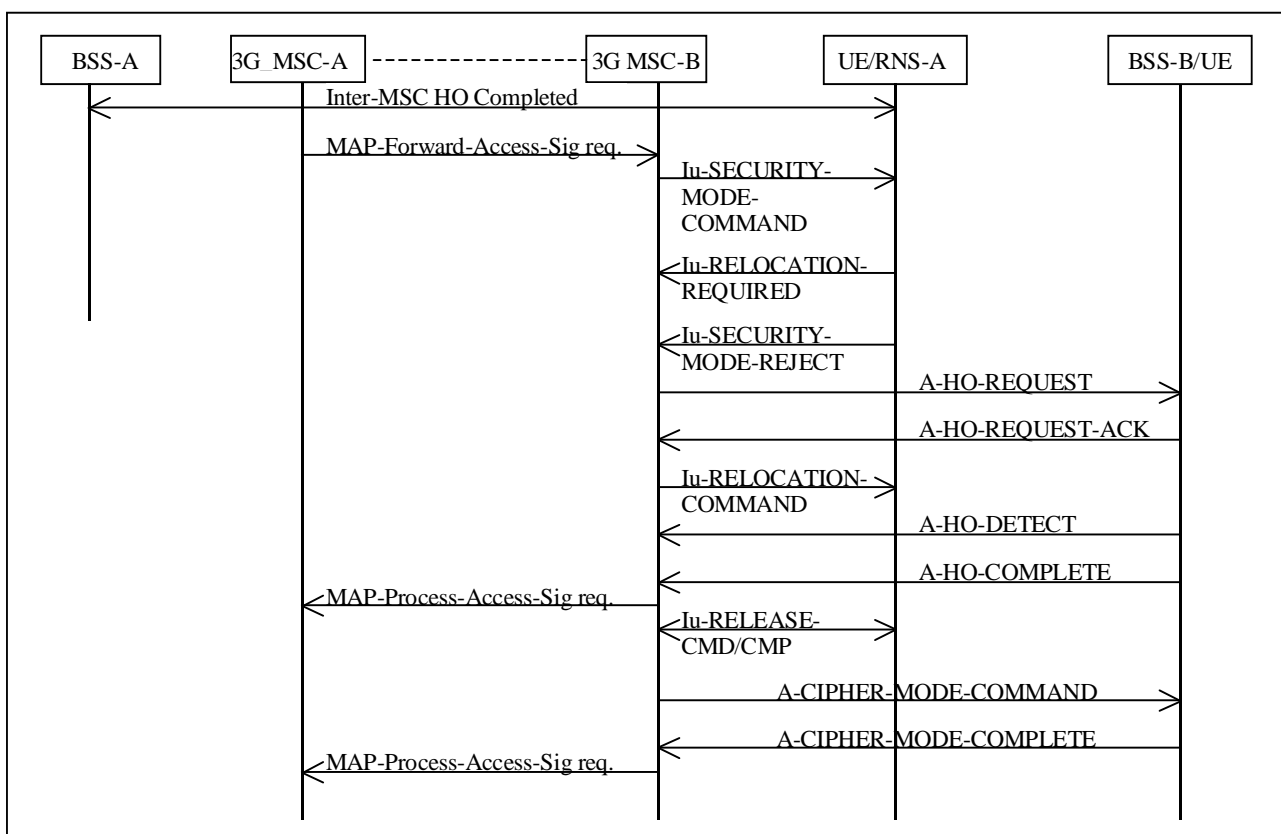 BSS-A
3G_MSC-A
3G MSC-B
UE/RNS-A
BSS-B/UE
Inter-MSC HO Completed
MAP-Forward-Access-Sig req.
Iu-SECURITY-
MODE-
COMMAND
Iu-RELOCATION-
REQUIRED
Iu-SECURITY-
MODE-REJECT
A-HO-REQUEST
A-HO-REQUEST-ACK
Iu-RELOCATION-
COMMAND
A-HO-DETECT
A-HO-COMPLETE
MAP-Process-Access-Sig req.
Iu-RELEASE-
CMD/CMP
A-CIPHER-MODE-COMMAND
A-CIPHER-MODE-COMPLETE
MAP-Process-Access-Sig req.